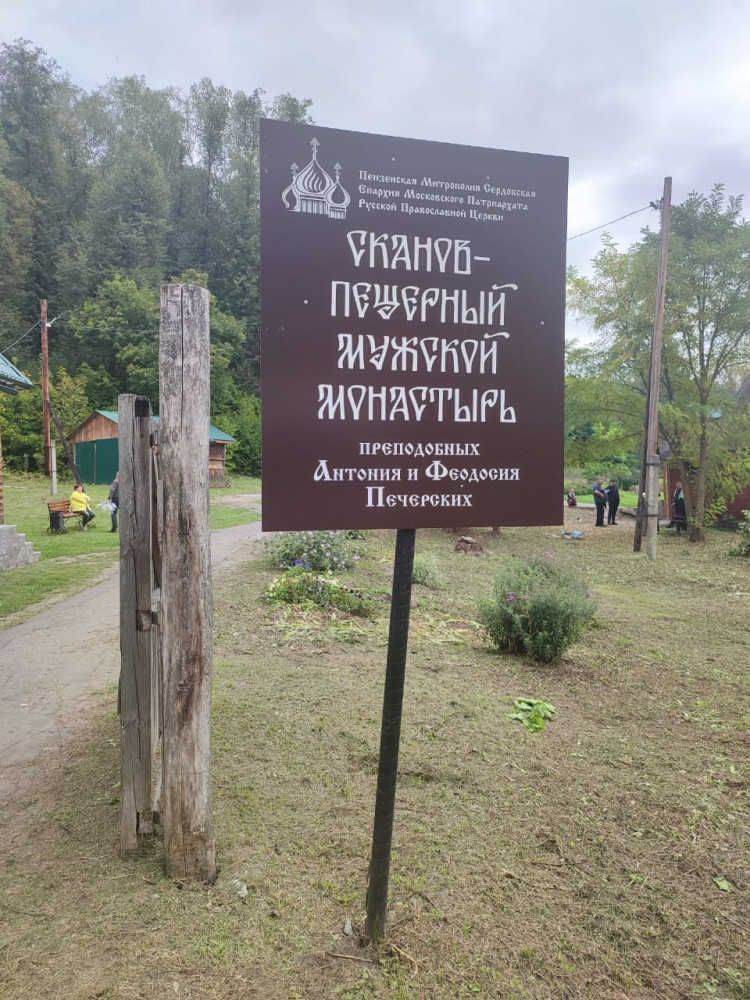 Пензенская Митрополия Сердобская
Епархия Московского Патриархата
Русской Православной Церкви
СКАНОВ-
ПЕЩЕРНЫЙ
МУЖСКОЙ
МОНАСТЫРЬ
ПРЕПОДОБНЫХ
Антония и Феодосия
Печерских